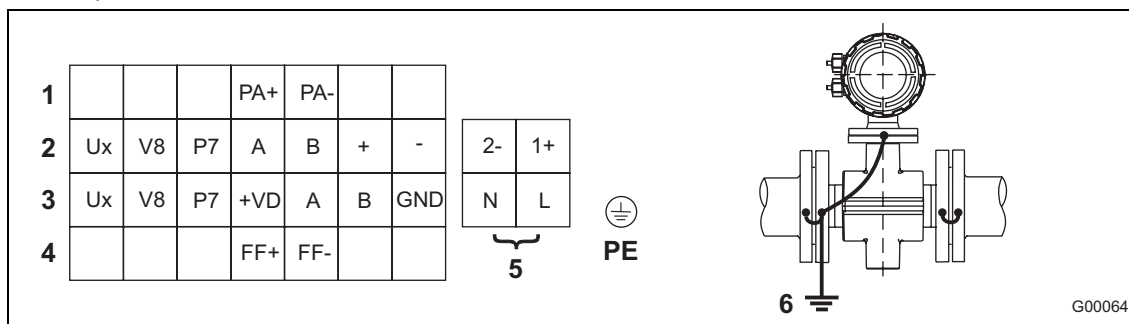 1 PA+ PA-
2 Ux V8 P7 A B + - 2- 1+
3 Ux V8 P7 +VD A B GND N L
4 FF+ FF-
5
PE
6
G00064